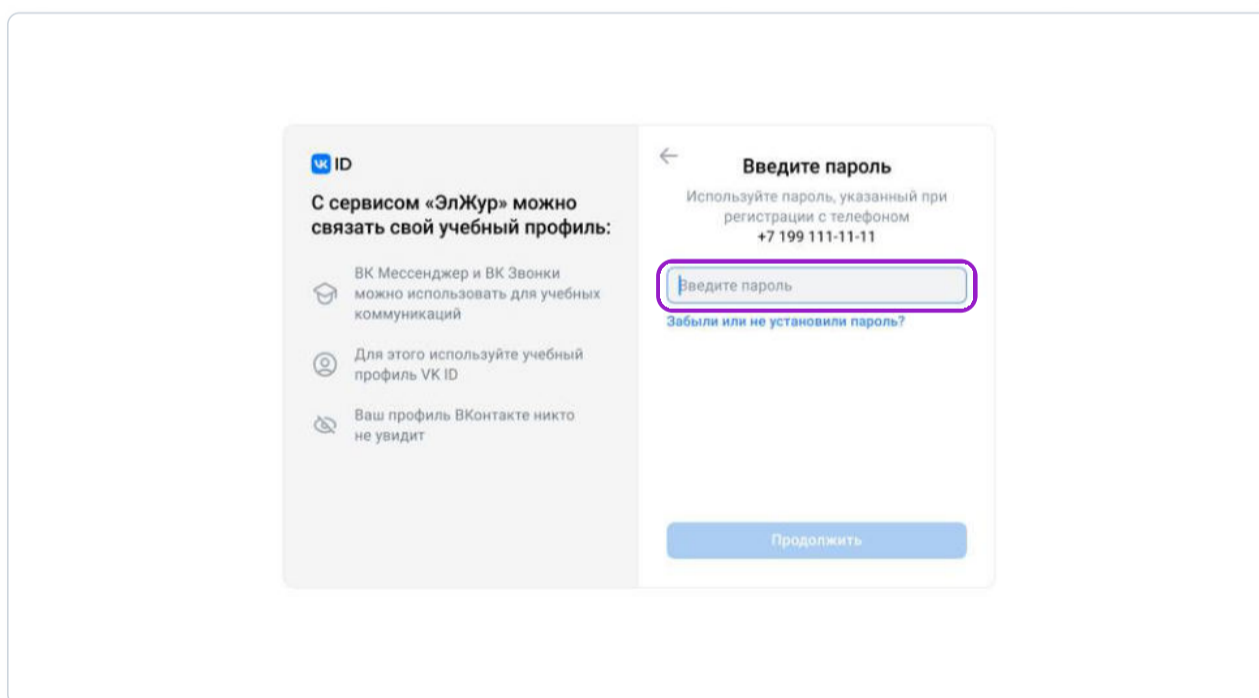 VK ID
С сервисом «ЭлЖур» можно
связать свой учебный профиль:
ВК Мессенджер и ВК Звонки
можно использовать для учебных
коммуникаций
Для этого используйте учебный
профиль VK ID
Ваш профиль ВКонтакте никто
не увидит
Введите пароль
Используйте пароль, указанный при
регистрации с телефоном
+7 199 111-11-11
Введите пароль
Забыли или не установили пароль?
Продолжить